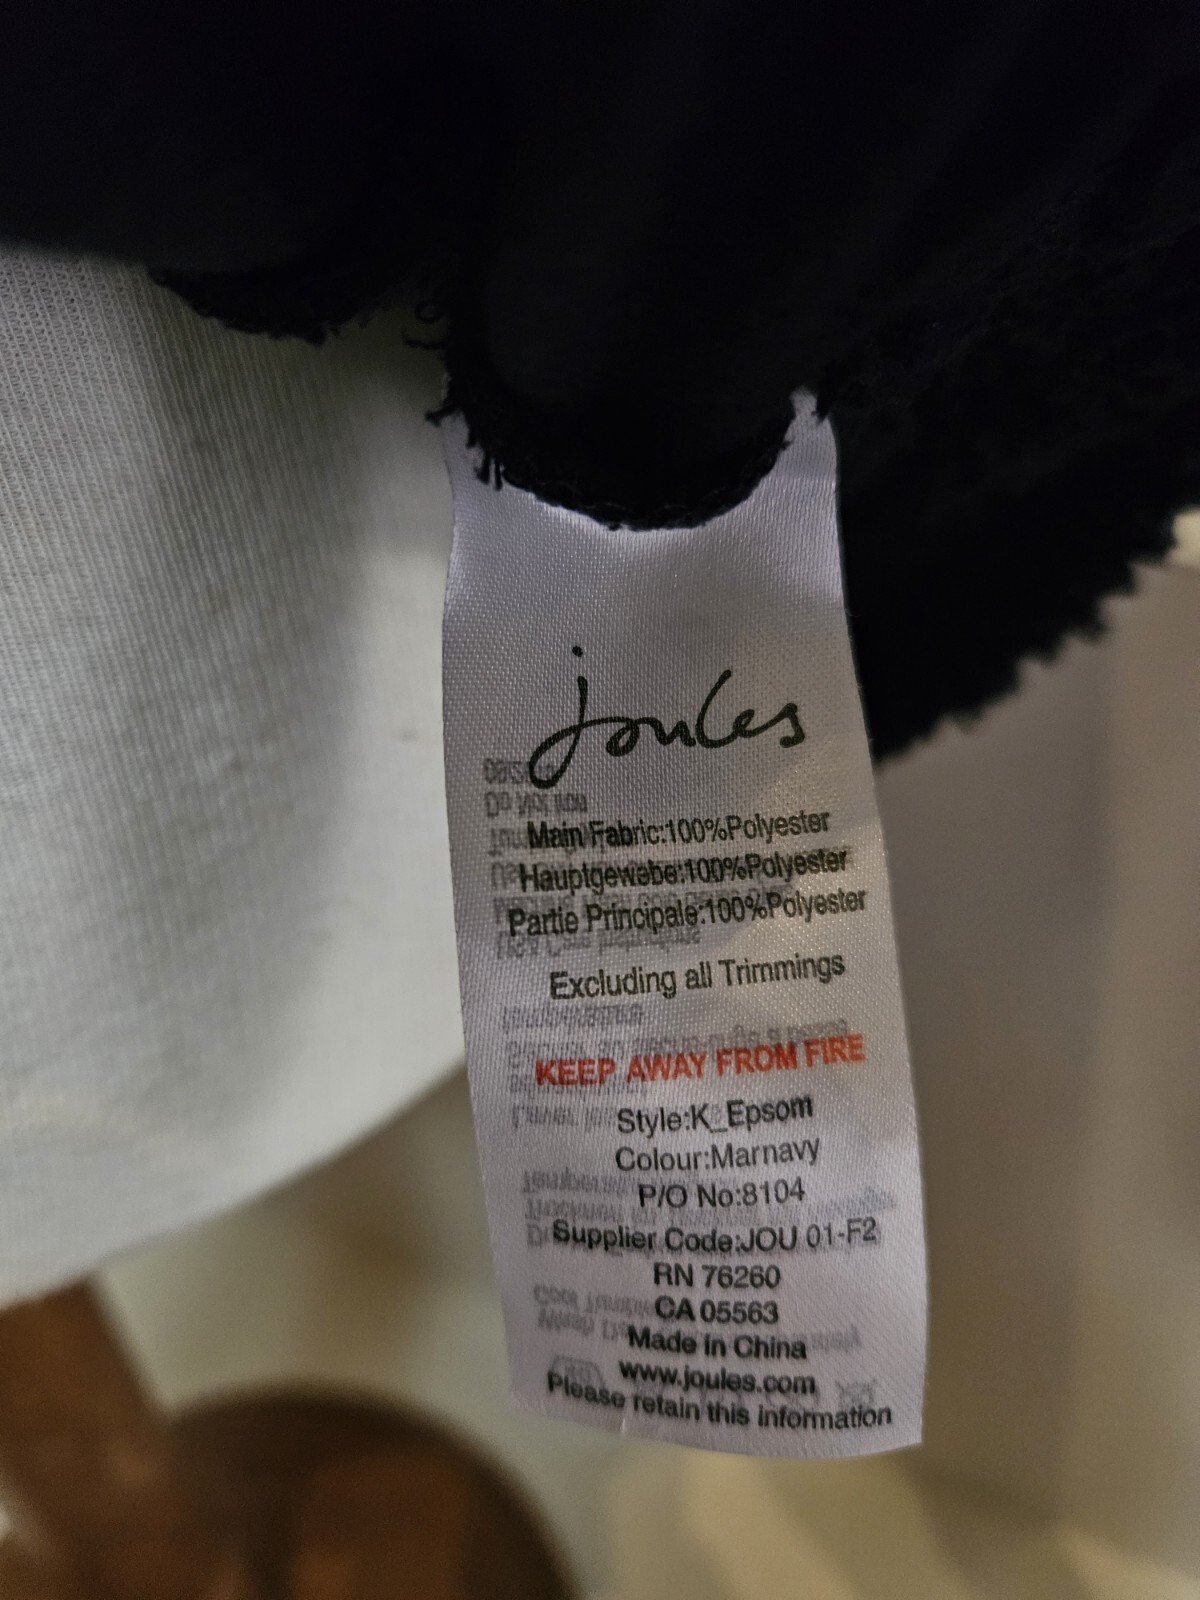 joules
Main Fabric:100%Polyester
Hauptgewebe:100%Polyester
Partie Principale:100%Polyester
Excluding all Trimmings
KEEP AWAY FROM FIRE
Style:K_Epsom
Colour:Marnavy
P/O No:8104
Supplier Code:JOU 01-F2
RN 76260
CA 05563
Made in China
www.joules.com
Please retain this information